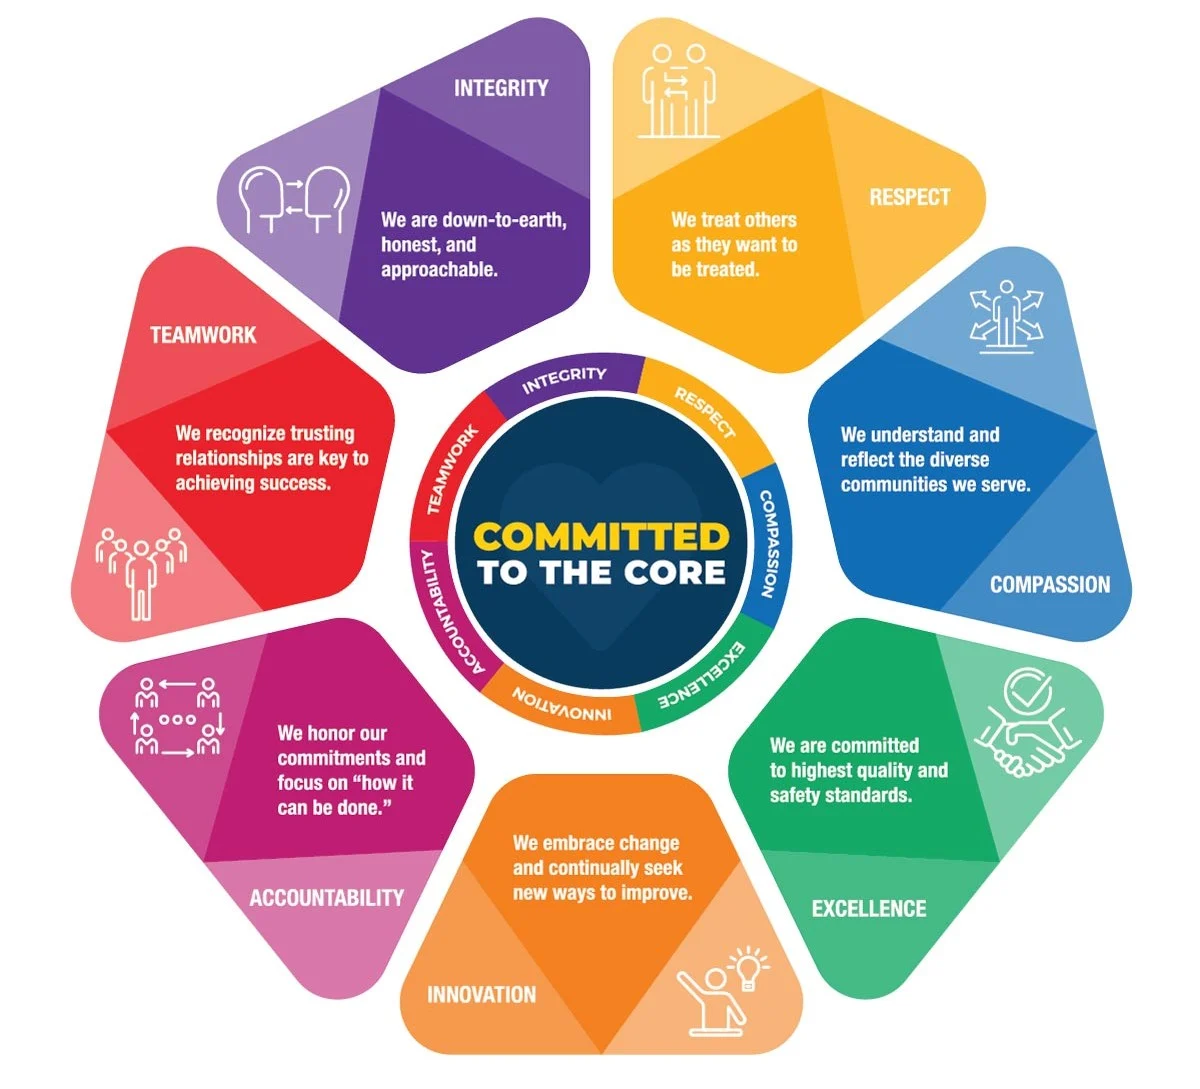 INTEGRITY
We are down-to-earth,
honest, and
approachable.
RESPECT
We treat others
as they want to
be treated.
We understand and
reflect the diverse
communities we serve.
COMPASSION
We are committed
to highest quality and
safety standards.
EXCELLENCE
We embrace change
and continually seek
new ways to improve.
INNOVATION
We honor our
commitments and
focus on “how it
can be done.”
ACCOUNTABILITY
TEAMWORK
We recognize trusting
relationships are key to
achieving success.
INTEGRITY
RESPECT
COMPASSION
EXCELLENCE
INNOVATION
ACCOUNTABILITY
TEAMWORK
COMMITTED
TO THE CORE